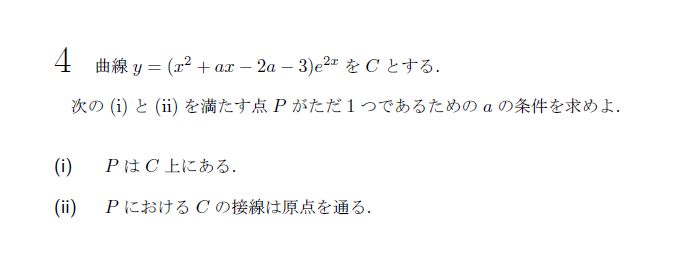 4 曲線 y = (x² + ax − 2a − 3)e²ˣ を C とする.
次の (i) と (ii) を満たす点 P がただ 1 つであるための a の条件を求めよ.
(i) P は C 上にある.
(ii) P における C の接線は原点を通る.